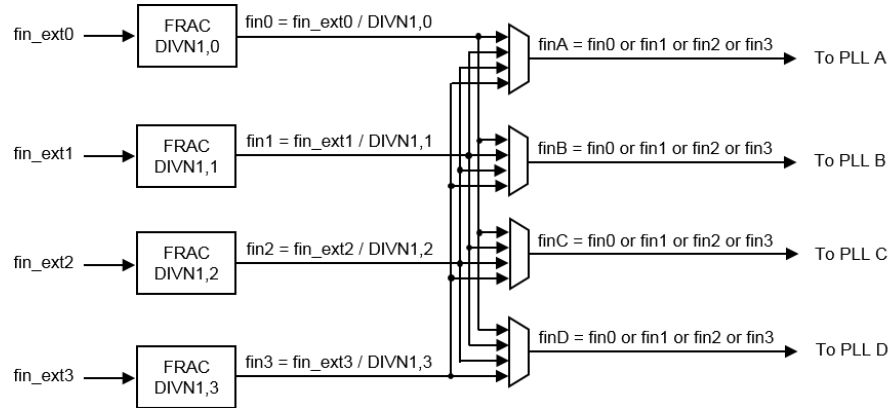 fin_ext0
FRAC
DIVN1,0
fin0 = fin_ext0 / DIVN1,0
finA = fin0 or fin1 or fin2 or fin3
To PLL A
fin_ext1
FRAC
DIVN1,1
fin1 = fin_ext1 / DIVN1,1
finB = fin0 or fin1 or fin2 or fin3
To PLL B
fin_ext2
FRAC
DIVN1,2
fin2 = fin_ext2 / DIVN1,2
finC = fin0 or fin1 or fin2 or fin3
To PLL C
fin_ext3
FRAC
DIVN1,3
fin3 = fin_ext3 / DIVN1,3
finD = fin0 or fin1 or fin2 or fin3
To PLL D